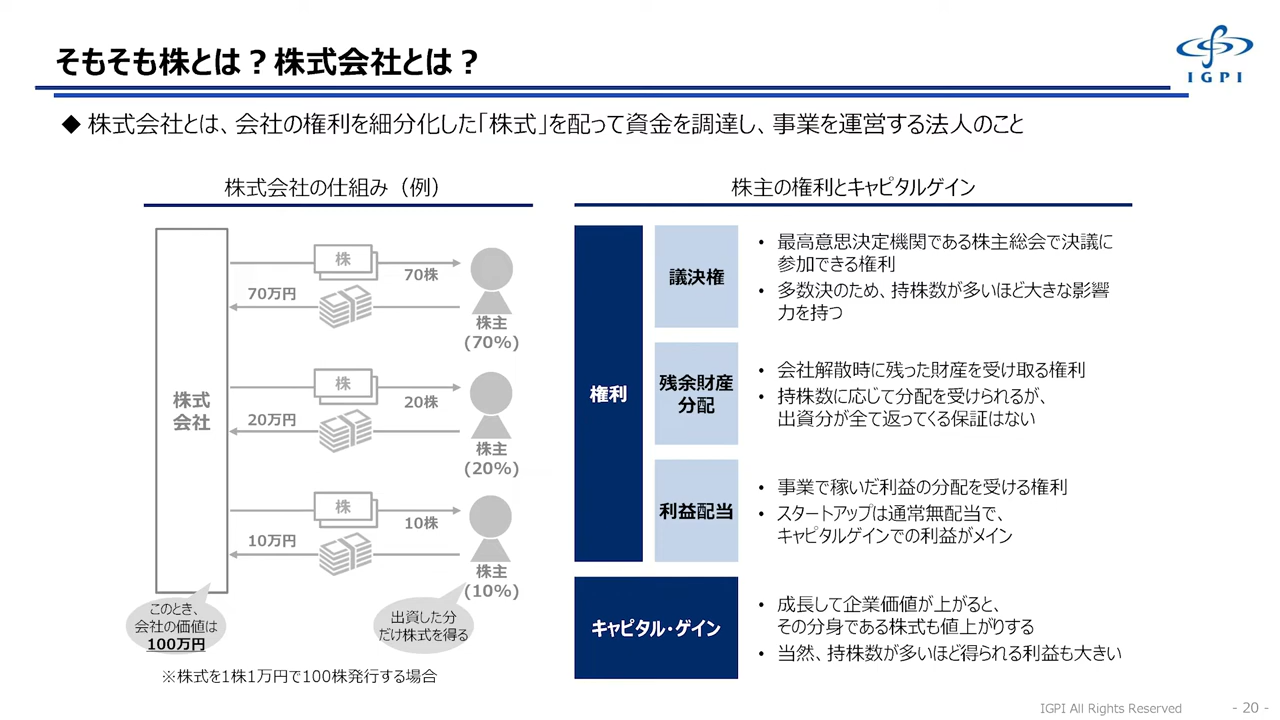 そもそも株とは？株式会社とは？
IGPI
◆ 株式会社とは、会社の権利を細分化した「株式」を配って資金を調達し、事業を運営する法人のこと
株式会社の仕組み（例）
株式
会社
株
70株
70万円
株主
(70%)
株
20株
20万円
株主
(20%)
株
10株
10万円
株主
(10%)
このとき、
会社の価値は
100万円
出資した分
だけ株式を得る
※株式を1株1万円で100株発行する場合
株主の権利とキャピタルゲイン
権利
議決権
• 最高意思決定機関である株主総会で決議に
参加できる権利
• 多数決のため、持株数が多いほど大きな影響
力を持つ
残余財産
分配
• 会社解散時に残った財産を受け取る権利
• 持株数に応じて分配を受けられるが、
出資分が全て返ってくる保証はない
利益配当
• 事業で稼いだ利益の分配を受ける権利
• スタートアップは通常無配当で、
キャピタルゲインでの利益がメイン
キャピタル・ゲイン
• 成長して企業価値が上がると、
その分身である株式も値上がりする
• 当然、持株数が多いほど得られる利益も大きい
IGPI All Rights Reserved
- 20 -